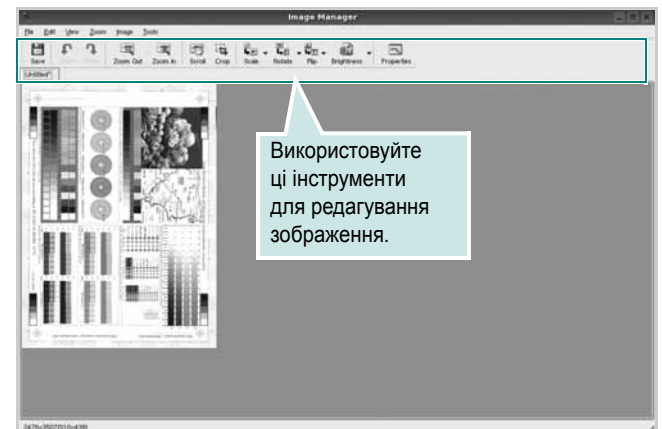 Image Manager
File Edit View Zoom Image Tools
Save Zoom Out Zoom In Scroll Crop Scale Rotate Flip Brightness Properties
Untitled*
Використовуйте
ці інструменти
для редагування
зображення.